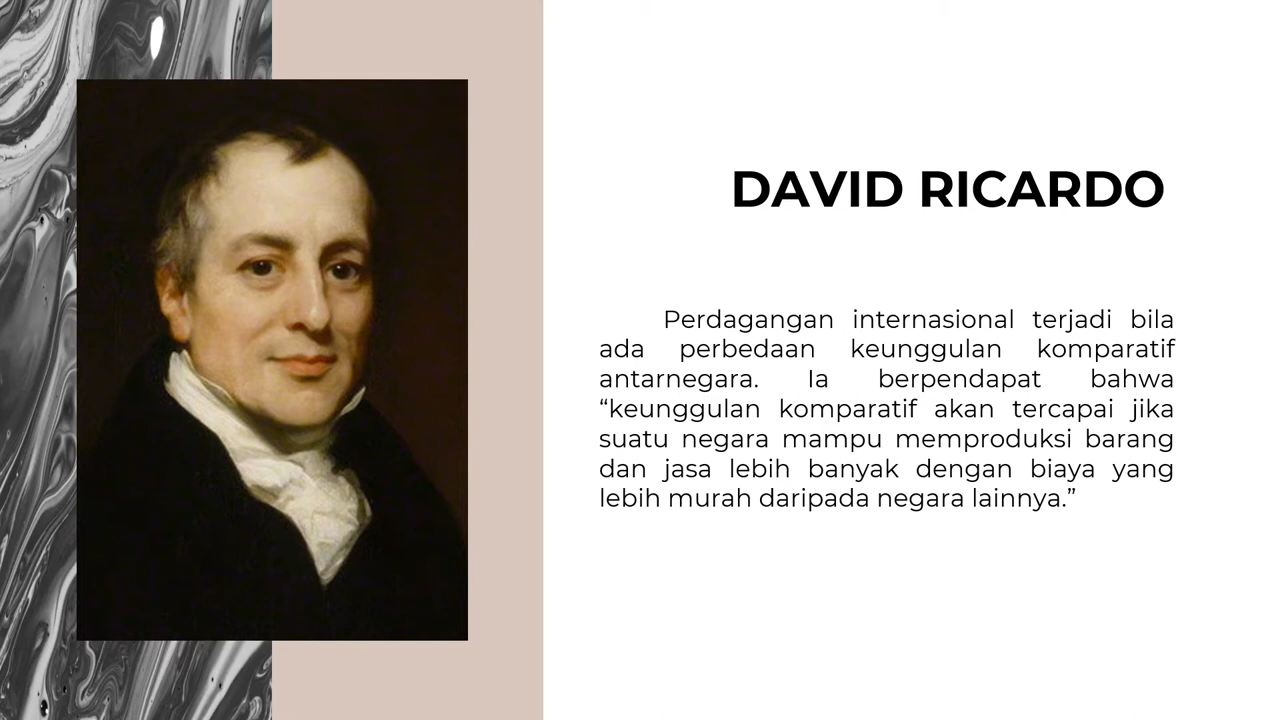 DAVID RICARDO
Perdagangan internasional terjadi bila
ada perbedaan keunggulan komparatif
antarnegara. Ia berpendapat bahwa
“keunggulan komparatif akan tercapai jika
suatu negara mampu memproduksi barang
dan jasa lebih banyak dengan biaya yang
lebih murah daripada negara lainnya.”